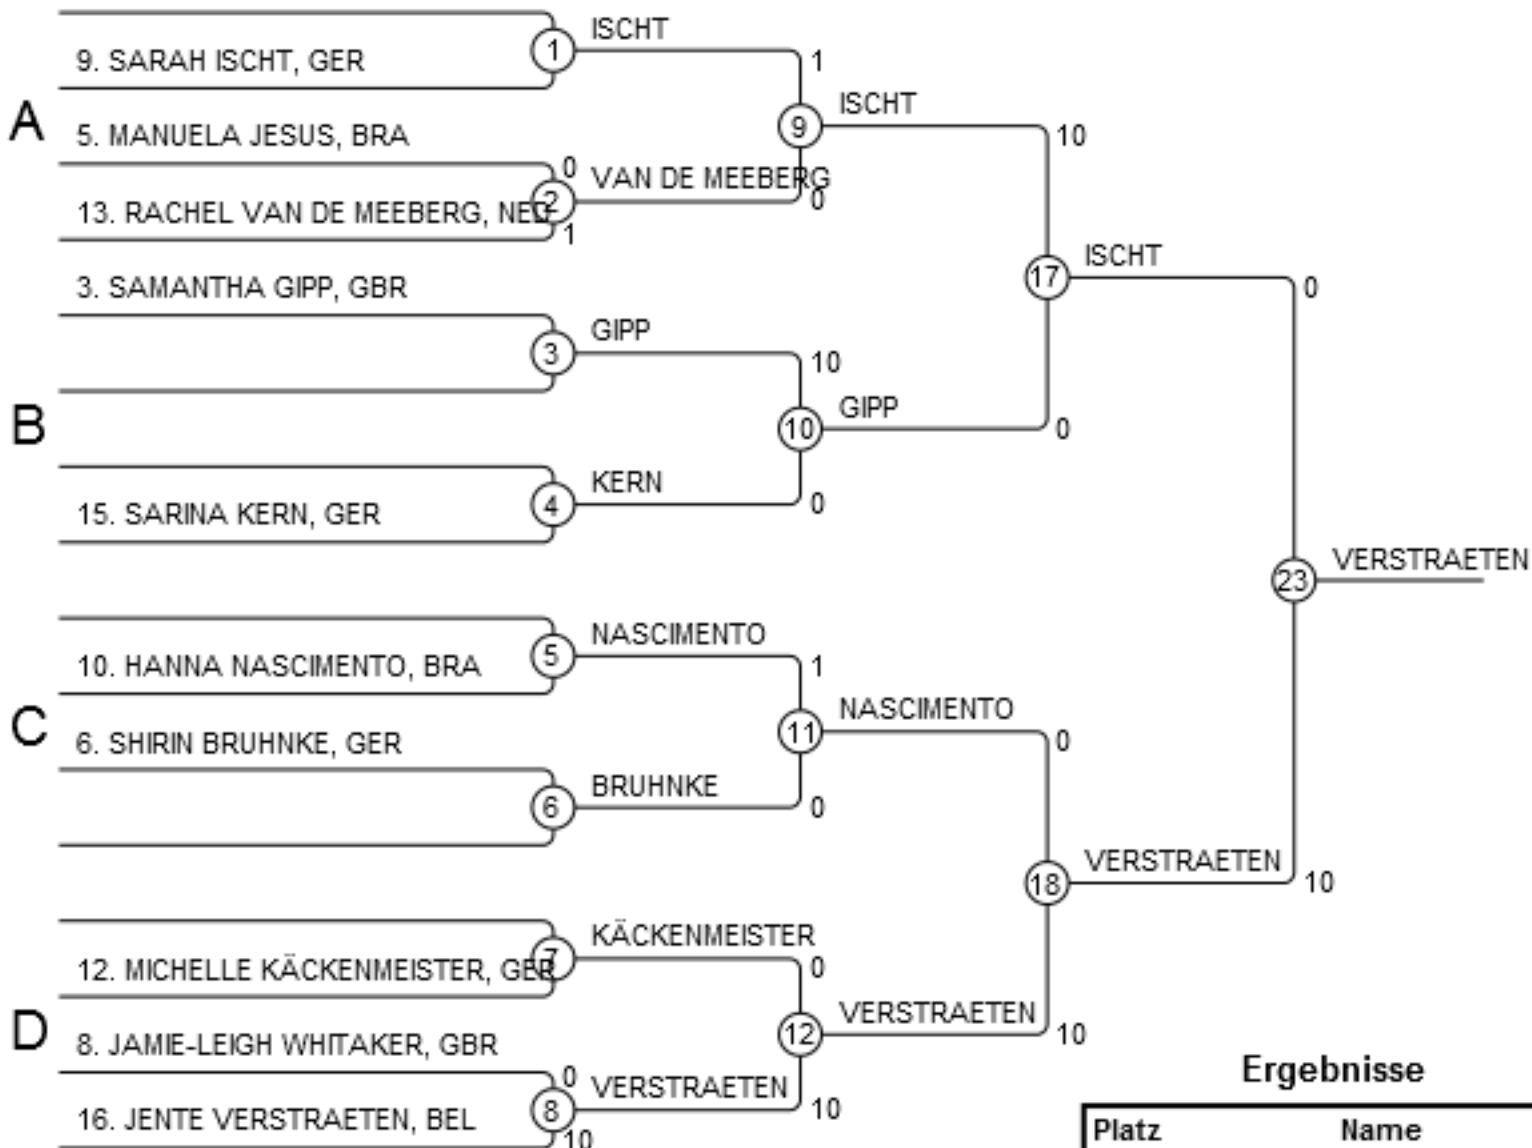 ISCHT
9. SARAH ISCHT, GER
1
1
ISCHT
A
9
10
5. MANUELA JESUS, BRA
0
VAN DE MEEBERG
0
13. RACHEL VAN DE MEEBERG, NED
2
1
ISCHT
17
0
3. SAMANTHA GIPP, GBR
GIPP
3
10
GIPP
B
10
0
KERN
0
15. SARINA KERN, GER
4
VERSTRAETEN
23
NASCIMENTO
10. HANNA NASCIMENTO, BRA
5
1
NASCIMENTO
C
11
0
6. SHIRIN BRUHNKE, GER
BRUHNKE
6
0
VERSTRAETEN
18
10
KÄCKENMEISTER
12. MICHELLE KÄCKENMEISTER, GER
7
0
VERSTRAETEN
D
12
10
8. JAMIE-LEIGH WHITAKER, GBR
0
VERSTRAETEN
10
16. JENTE VERSTRAETEN, BEL
8
10
Ergebnisse
Platz Name